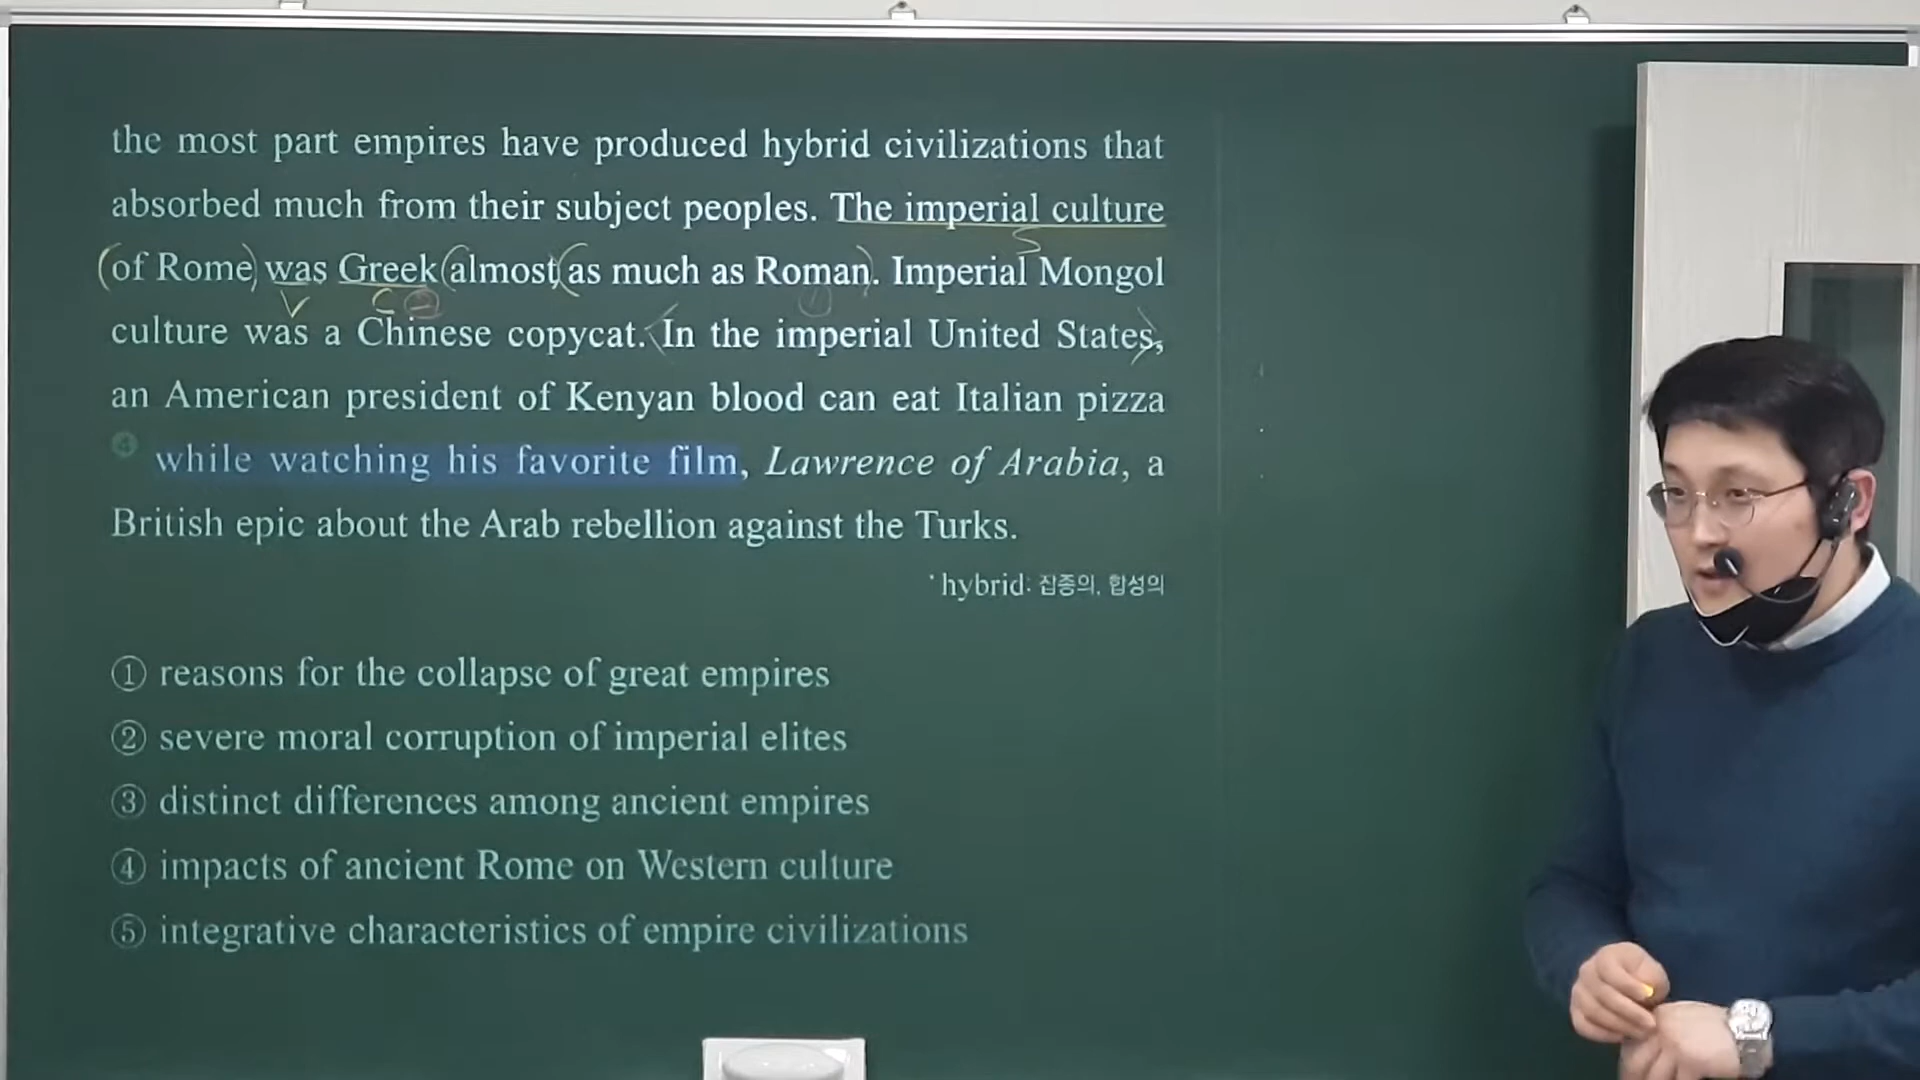 the most part empires have produced hybrid civilizations that
absorbed much from their subject peoples. The imperial culture
(of Rome) was Greek (almost, (as much as Roman). Imperial Mongol
culture was a Chinese copycat. <In the imperial United States>,
an American president of Kenyan blood can eat Italian pizza
④ while watching his favorite film, Lawrence of Arabia, a
British epic about the Arab rebellion against the Turks.
* hybrid: 집종의, 합성의
① reasons for the collapse of great empires
② severe moral corruption of imperial elites
③ distinct differences among ancient empires
④ impacts of ancient Rome on Western culture
⑤ integrative characteristics of empire civilizations